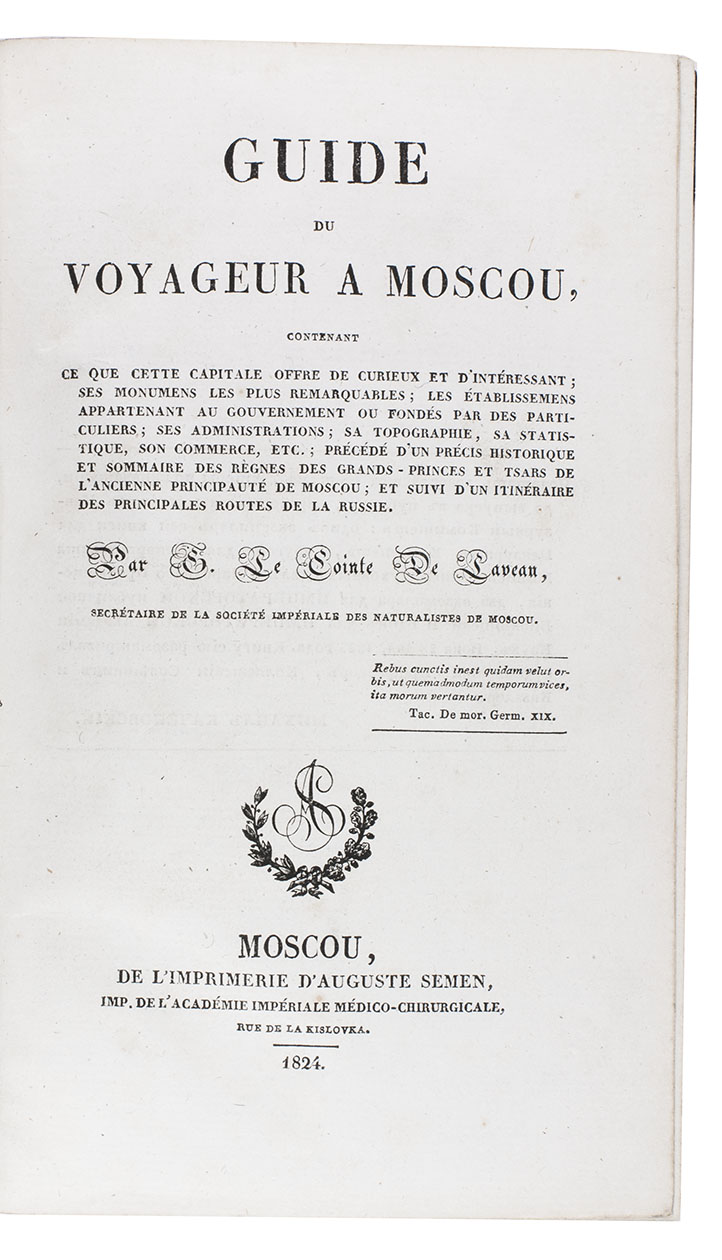 GUIDE
DU
VOYAGEUR A MOSCOU,
CONTENANT
CE QUE CETTE CAPITALE OFFRE DE CURIEUX ET D'INTÉRESSANT ;
SES MONUMENS LES PLUS REMARQUABLES ; LES ÉTABLISSEMENS
APPARTENANT AU GOUVERNEMENT OU FONDÉS PAR DES PARTI-
CULIERS ; SES ADMINISTRATIONS ; SA TOPOGRAPHIE, SA STATIS-
TIQUE, SON COMMERCE, ETC. ; PRÉCÉDÉ D'UN PRÉCIS HISTORIQUE
ET SOMMAIRE DES RÈGNES DES GRANDS-PRINCES ET TSARS DE
L'ANCIENNE PRINCIPAUTÉ DE MOSCOU ; ET SUIVI D'UN ITINÉRAIRE
DES PRINCIPALES ROUTES DE LA RUSSIE.
Par G. Le Cointe De Laveau,
SECRÉTAIRE DE LA SOCIÉTÉ IMPÉRIALE DES NATURALISTES DE MOSCOU.
Rebus cunctis inest quidam velut or-
bis, ut quemadmodum temporum vices,
ita morum vertantur.
Tac. De mor. Germ. XIX.
MOSCOU,
DE L'IMPRIMERIE D'AUGUSTE SEMEN,
IMP. DE L'ACADÉMIE IMPÉRIALE MÉDICO-CHIRURGICALE,
RUE DE LA KISLOVKA.
1824.